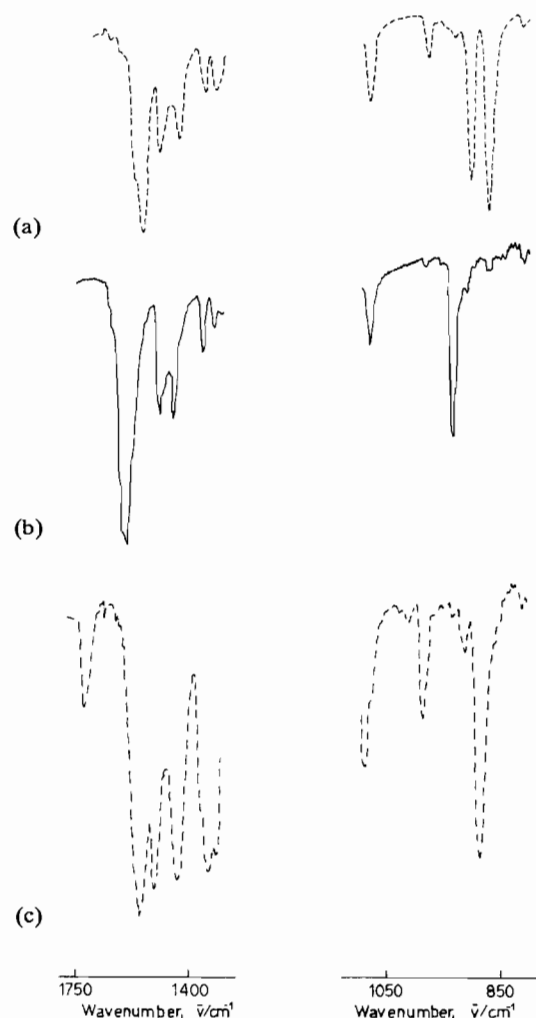 (a)
(b)
(c)
1750 1400 1050 850
Wavenumber, ν̄/cm⁻¹ Wavenumber, ν̄/cm⁻¹